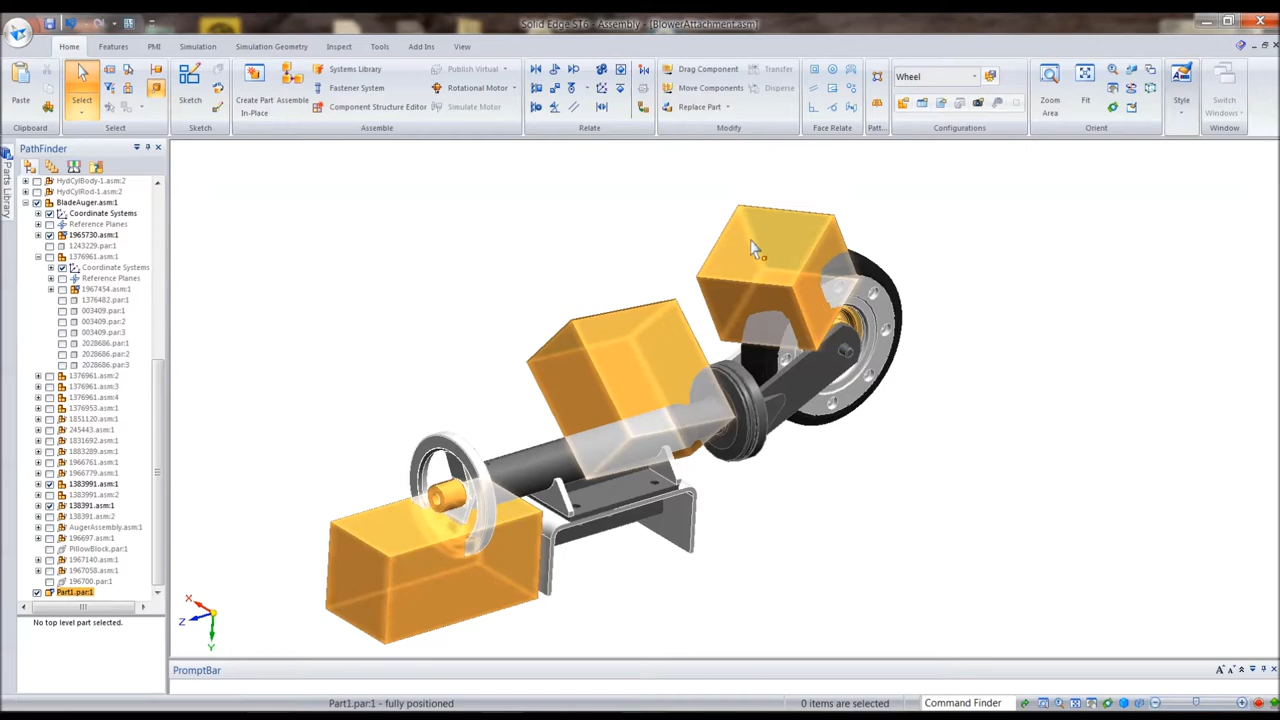 Solid Edge ST6 - Assembly - [BlowerAttachment.asm]
Home Features PMI Simulation Simulation Geometry Inspect Tools Add Ins View
Paste
Clipboard
Select
Select
Sketch
Sketch
Create Part In-Place
Assemble
Systems Library
Fastener System
Component Structure Editor
Publish Virtual
Rotational Motor
Simulate Motor
Assemble
Relate
Drag Component
Move Components
Replace Part
Transfer
Disperse
Modify
Face Relate
Patt...
Wheel
Configurations
Zoom Area
Fit
Orient
Style
Switch Windows
Window
PathFinder
Parts Library
HydCylBody-1.asm:2
HydCylRod-1.asm:2
BladeAuger.asm:1
Coordinate Systems
Reference Planes
1965730.asm:1
1243229.par:1
1376961.asm:1
Coordinate Systems
Reference Planes
1967454.asm:1
1376482.par:1
003409.par:1
003409.par:2
003409.par:3
2028686.par:1
2028686.par:2
2028686.par:3
1376961.asm:2
1376961.asm:3
1376961.asm:4
1376953.asm:1
1851120.asm:1
245443.asm:1
1831692.asm:1
1883289.asm:1
1966761.asm:1
1966779.asm:1
1383991.asm:1
1383991.asm:2
138391.asm:1
138391.asm:2
AugerAssembly.asm:1
196697.asm:1
PillowBlock.par:1
1967140.asm:1
1967058.asm:1
196700.par:1
Part1.par:1
No top level part selected.
X
Z
Y
PromptBar
Part1.par:1 - fully positioned
0 items are selected
Command Finder